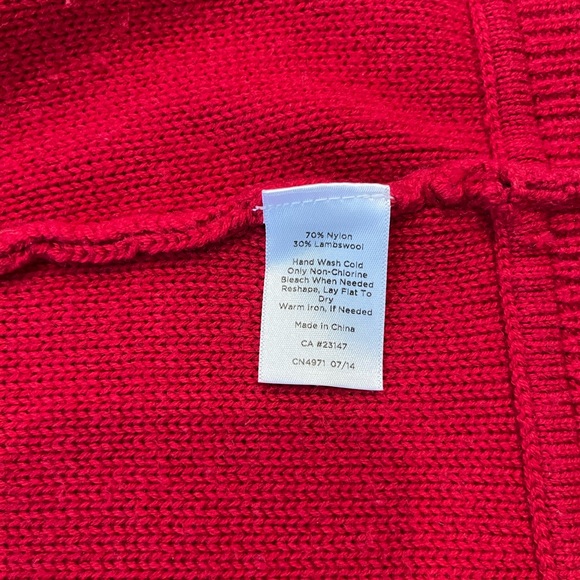 70% Nylon
30% Lambswool
Hand Wash Cold
Only Non-Chlorine
Bleach When Needed
Reshape, Lay Flat To
Dry
Warm Iron, If Needed
Made in China
CA #23147
CN4971 07/14